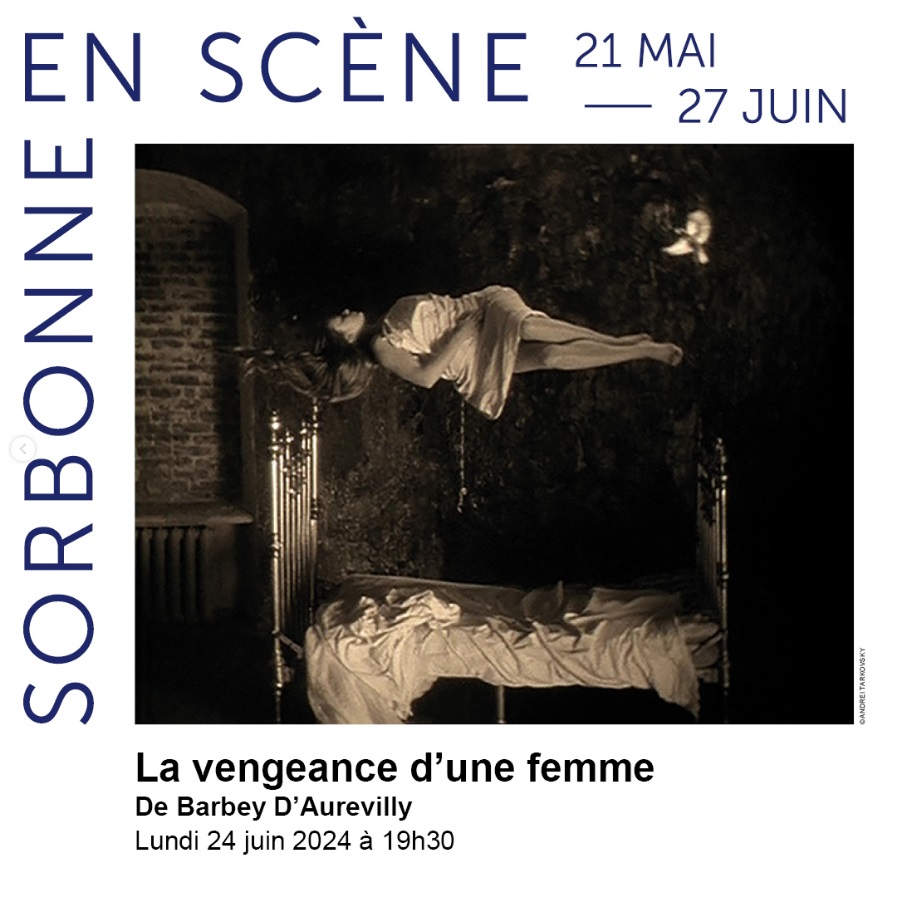 EN SCÈNE
21 MAI
— 27 JUIN
SORBONNE
©ANDREI TARKOVSKY
La vengeance d’une femme
De Barbey D’Aurevilly
Lundi 24 juin 2024 à 19h30